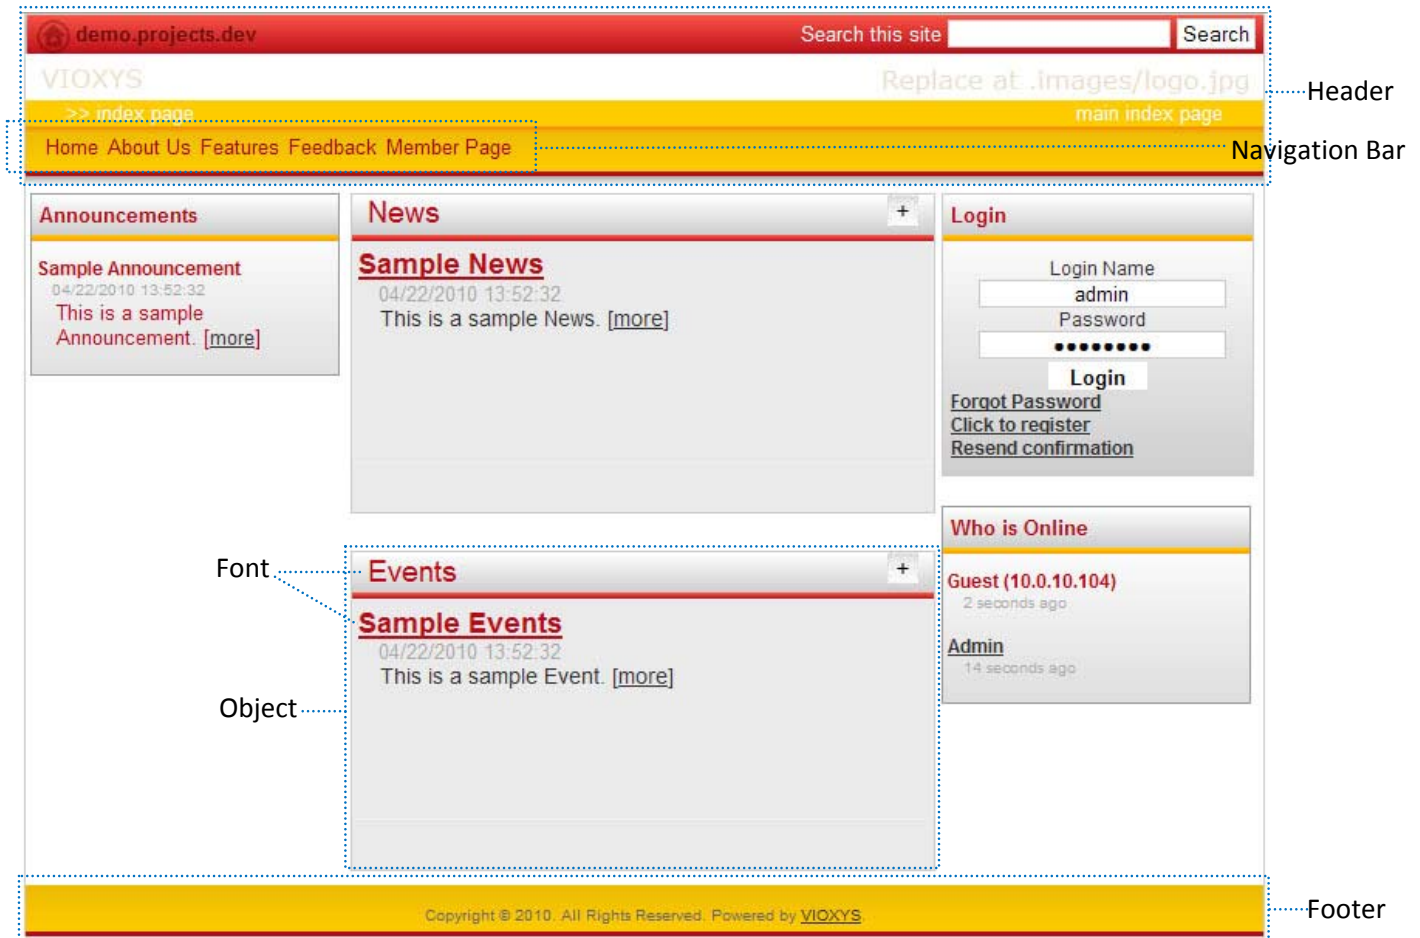 demo.projects.dev Search this site Search
VIOXYS Replace at .images/logo.jpg
Header
>> index page main index page
Home About Us Features Feedback Member Page
Navigation Bar
Announcements
Sample Announcement
04/22/2010 13:52:32
This is a sample
Announcement. [more]
News +
Sample News
04/22/2010 13:52:32
This is a sample News. [more]
Login
Login Name
admin
Password
••••••••
Login
Forgot Password
Click to register
Resend confirmation
Font
Object
Events +
Sample Events
04/22/2010 13:52:32
This is a sample Event. [more]
Who is Online
Guest (10.0.10.104)
2 seconds ago
Admin
14 seconds ago
Copyright © 2010. All Rights Reserved. Powered by VIOXYS.
Footer